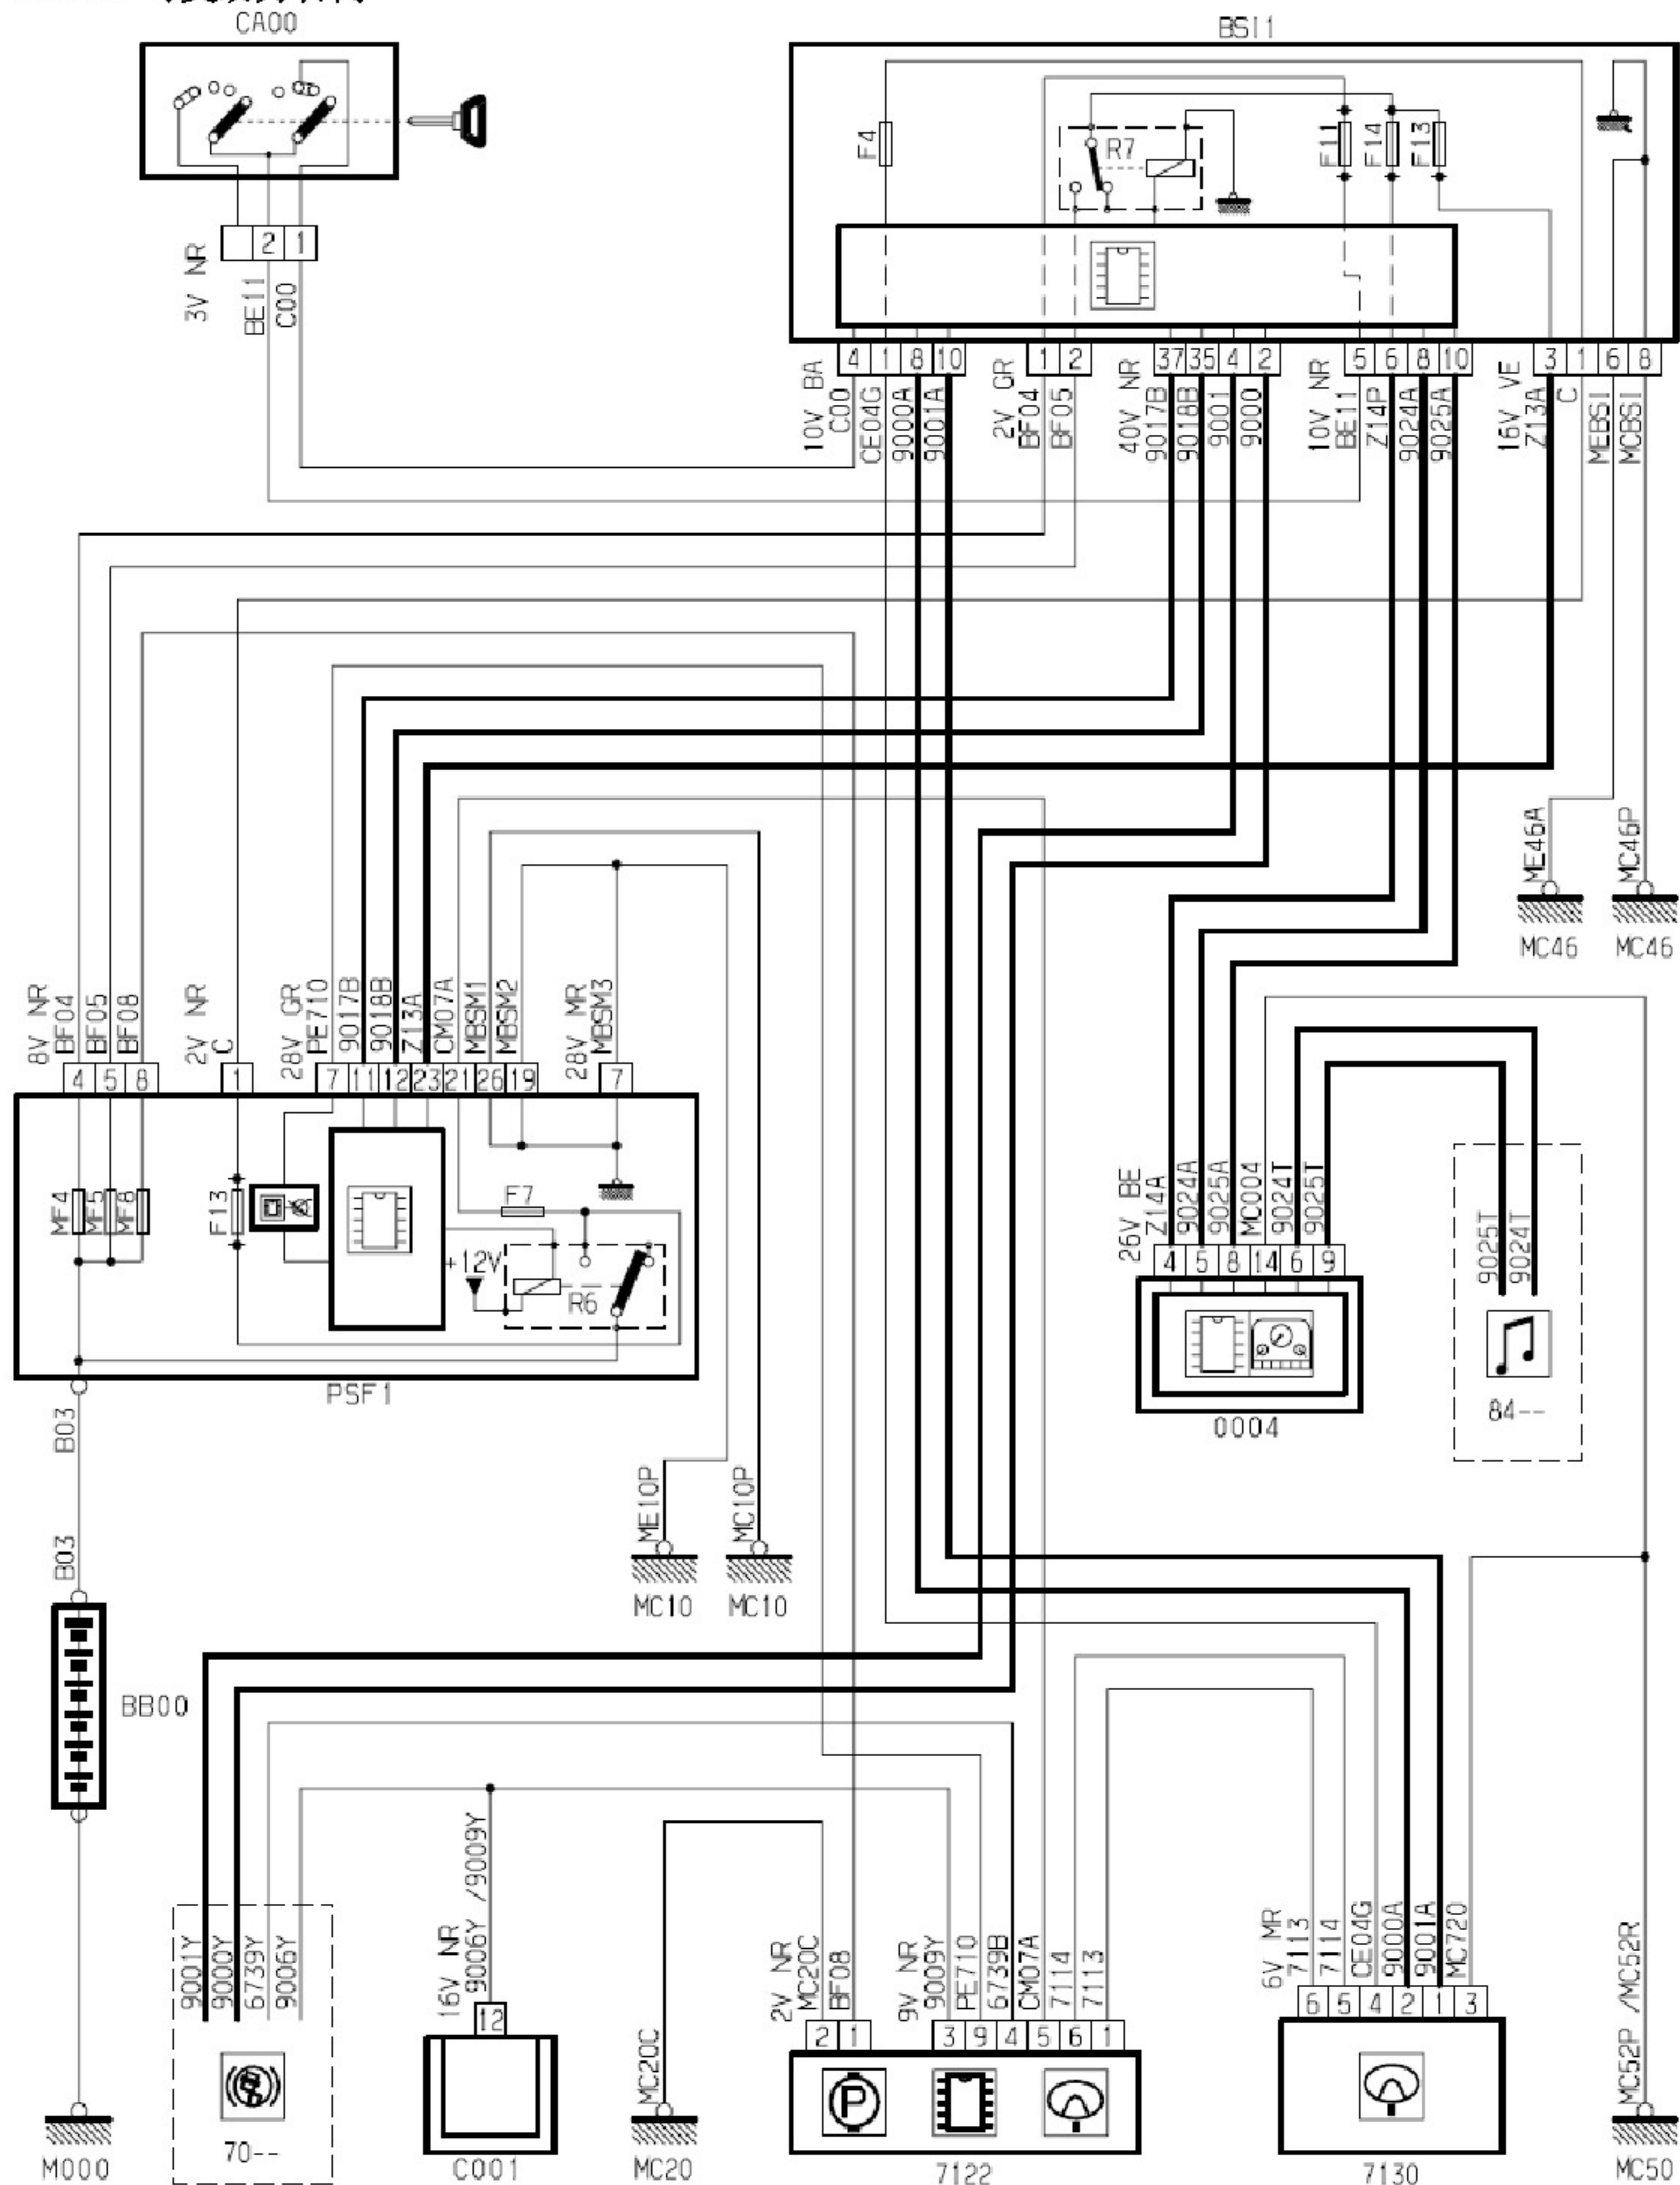 CA00
BSI1
F4
R7
F11
F14
F13
2 1
3V NR
BE11
C00
4 1 8 10
1 2
37 35 4 2
5 6 8 10
3 1 6 8
10V BA
C00
CE04G
9000A
9001A
2V GR
BF04
BF05
40V NR
9017B
9018B
9001
9000
10V NR
BE11
Z14P
9024A
9025A
16V VE
Z13A
C
MEBSI
MCBSI
ME46A
MC46P
MC46
MC46
8V NR
BF04
BF05
BF08
2V NR
C
28V GR
PE710
9017B
9018B
Z13A
CM07A
MBSM1
MBSM2
28V MR
MBSM3
4 5 8
1
7 11 12 23 21 26 19
7
MF4
MF5
MF8
F13
F7
+12V
R6
PSF1
26V BE
Z14A
9024A
9025A
MC004
9024T
9025T
4 5 8 14 6 9
0004
9025T
9024T
84--
B03
B03
ME10P
MC10P
MC10
MC10
BB00
9001Y
9000Y
6739Y
9006Y
70--
M000
16V NR
9006Y /9009Y
12
C001
MC20C
MC20
2V NR
MC20C
BF08
9V NR
9009Y
PE710
6739B
CM07A
7114
7113
2 1
3 9 4 5 6 1
P
7122
6V MR
7113
7114
CE04G
9000A
9001A
MC720
6 5 4 2 1 3
7130
MC52P /MC52R
MC50